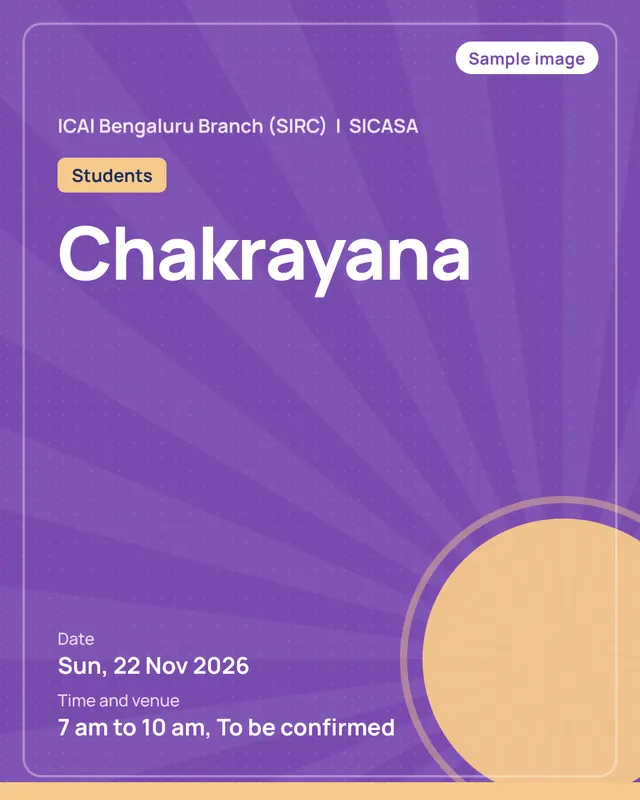 Sample image
ICAI Bengaluru Branch (SIRC) | SICASA
Students
Chakrayana
Date
Sun, 22 Nov 2026
Time and venue
7 am to 10 am, To be confirmed